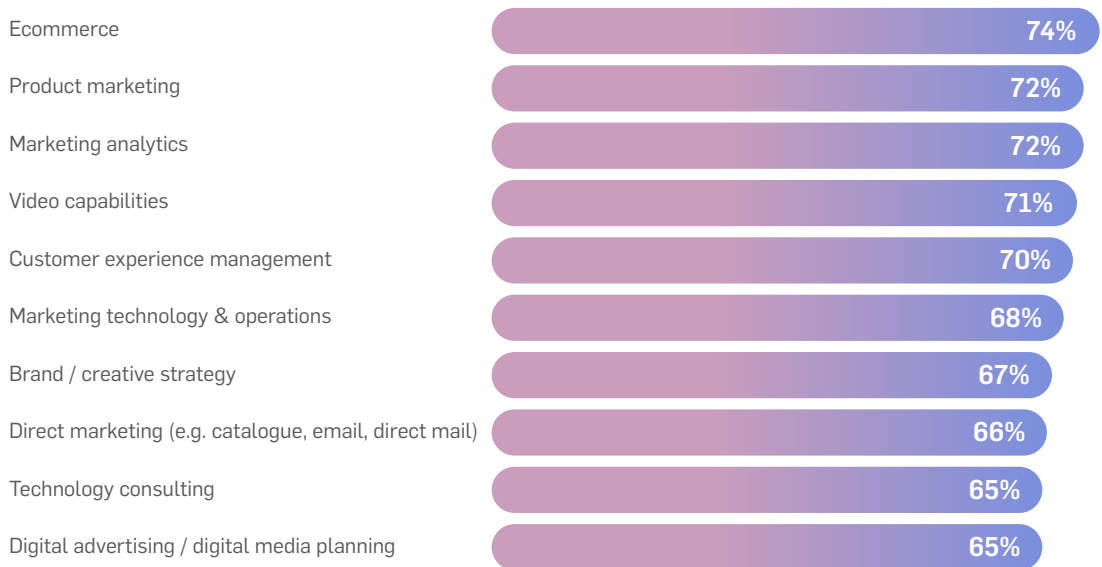 Ecommerce 74%
Product marketing 72%
Marketing analytics 72%
Video capabilities 71%
Customer experience management 70%
Marketing technology & operations 68%
Brand / creative strategy 67%
Direct marketing (e.g. catalogue, email, direct mail) 66%
Technology consulting 65%
Digital advertising / digital media planning 65%